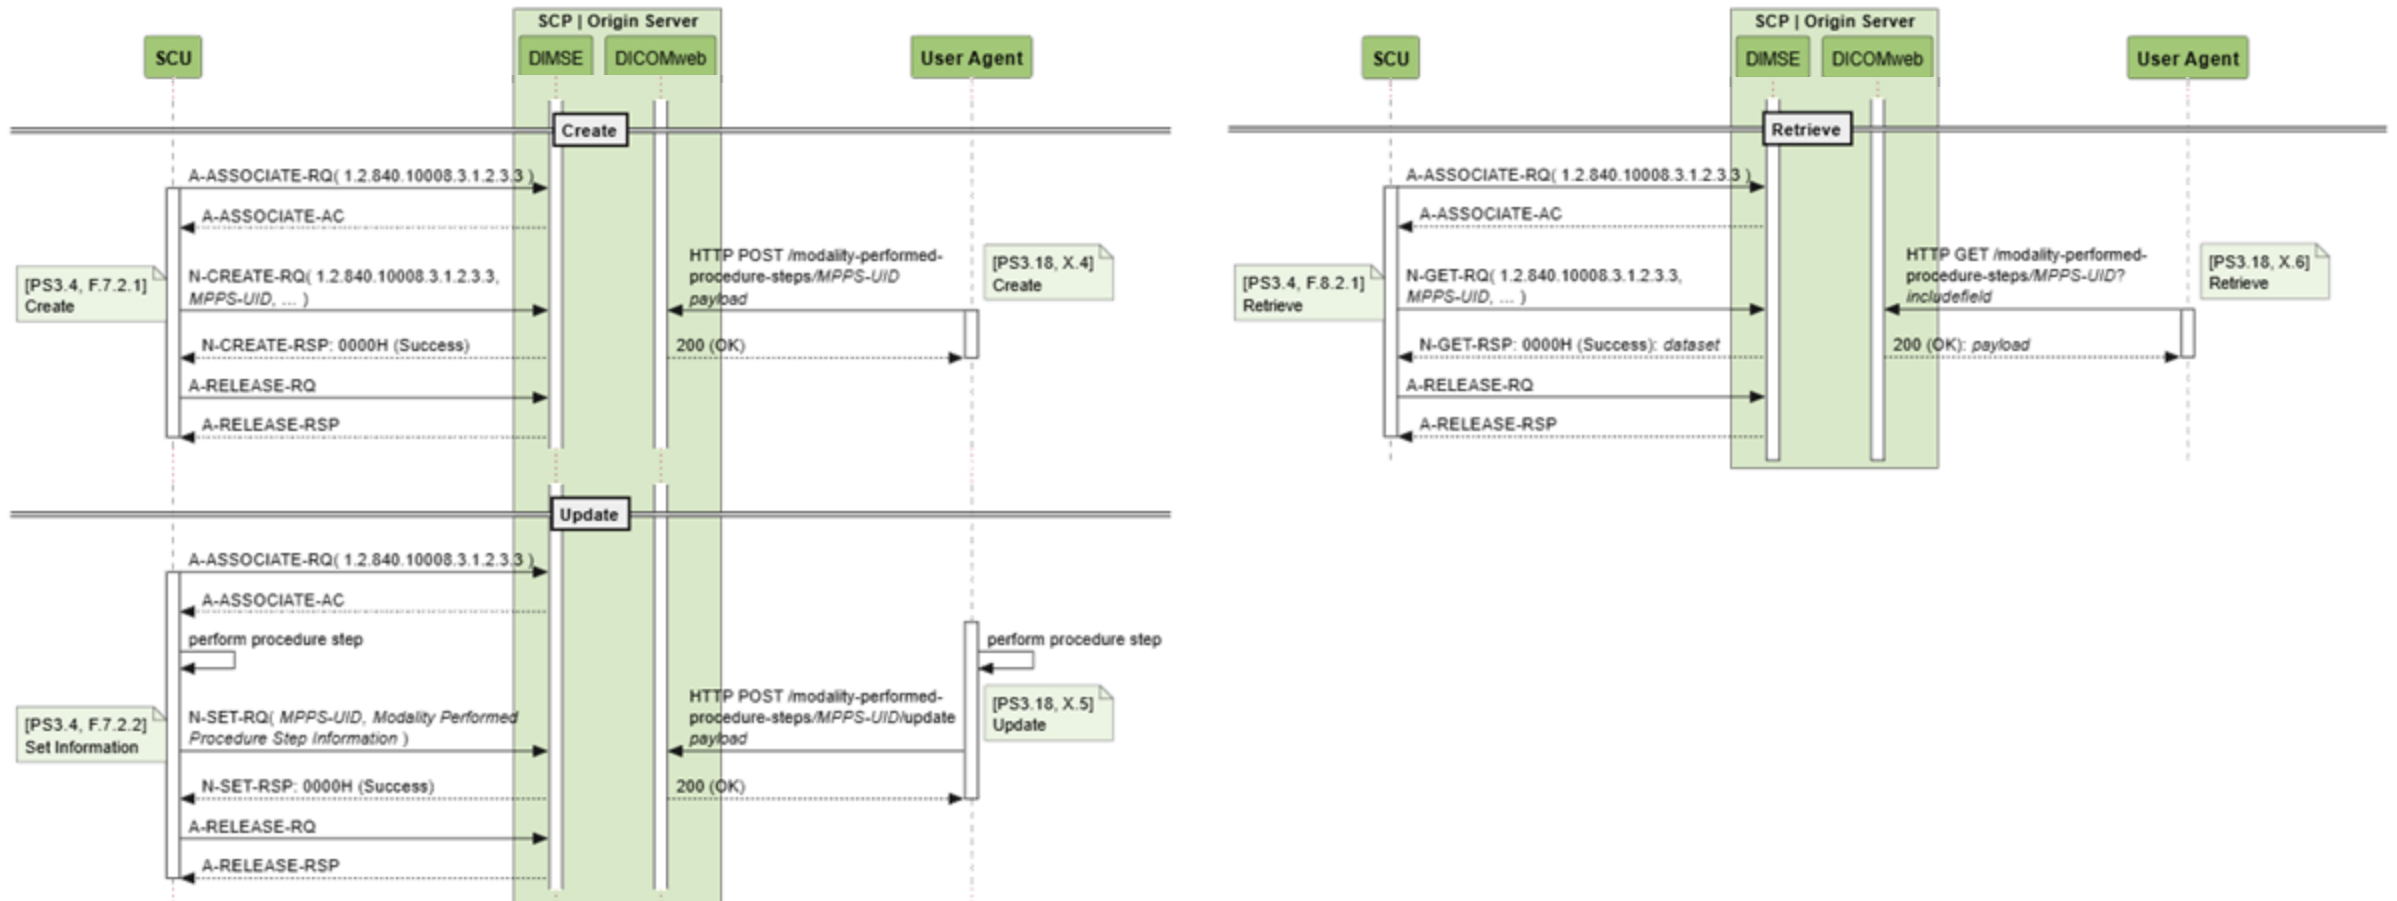 SCP | Origin Server
SCU
DIMSE
DICOMweb
User Agent
Create
A-ASSOCIATE-RQ( 1.2.840.10008.3.1.2.3.3 )
A-ASSOCIATE-AC
[PS3.4, F.7.2.1]
Create
N-CREATE-RQ( 1.2.840.10008.3.1.2.3.3,
MPPS-UID, ... )
HTTP POST /modality-performed-
procedure-steps/MPPS-UID
payload
[PS3.18, X.4]
Create
N-CREATE-RSP: 0000H (Success)
200 (OK)
A-RELEASE-RQ
A-RELEASE-RSP
Update
A-ASSOCIATE-RQ( 1.2.840.10008.3.1.2.3.3 )
A-ASSOCIATE-AC
perform procedure step
perform procedure step
[PS3.4, F.7.2.2]
Set Information
N-SET-RQ( MPPS-UID, Modality Performed
Procedure Step Information )
HTTP POST /modality-performed-
procedure-steps/MPPS-UID/update
payload
[PS3.18, X.5]
Update
N-SET-RSP: 0000H (Success)
200 (OK)
A-RELEASE-RQ
A-RELEASE-RSP
SCP | Origin Server
SCU
DIMSE
DICOMweb
User Agent
Retrieve
A-ASSOCIATE-RQ( 1.2.840.10008.3.1.2.3.3 )
A-ASSOCIATE-AC
[PS3.4, F.8.2.1]
Retrieve
N-GET-RQ( 1.2.840.10008.3.1.2.3.3,
MPPS-UID, ... )
HTTP GET /modality-performed-
procedure-steps/MPPS-UID?
includefield
[PS3.18, X.6]
Retrieve
N-GET-RSP: 0000H (Success): dataset
200 (OK): payload
A-RELEASE-RQ
A-RELEASE-RSP